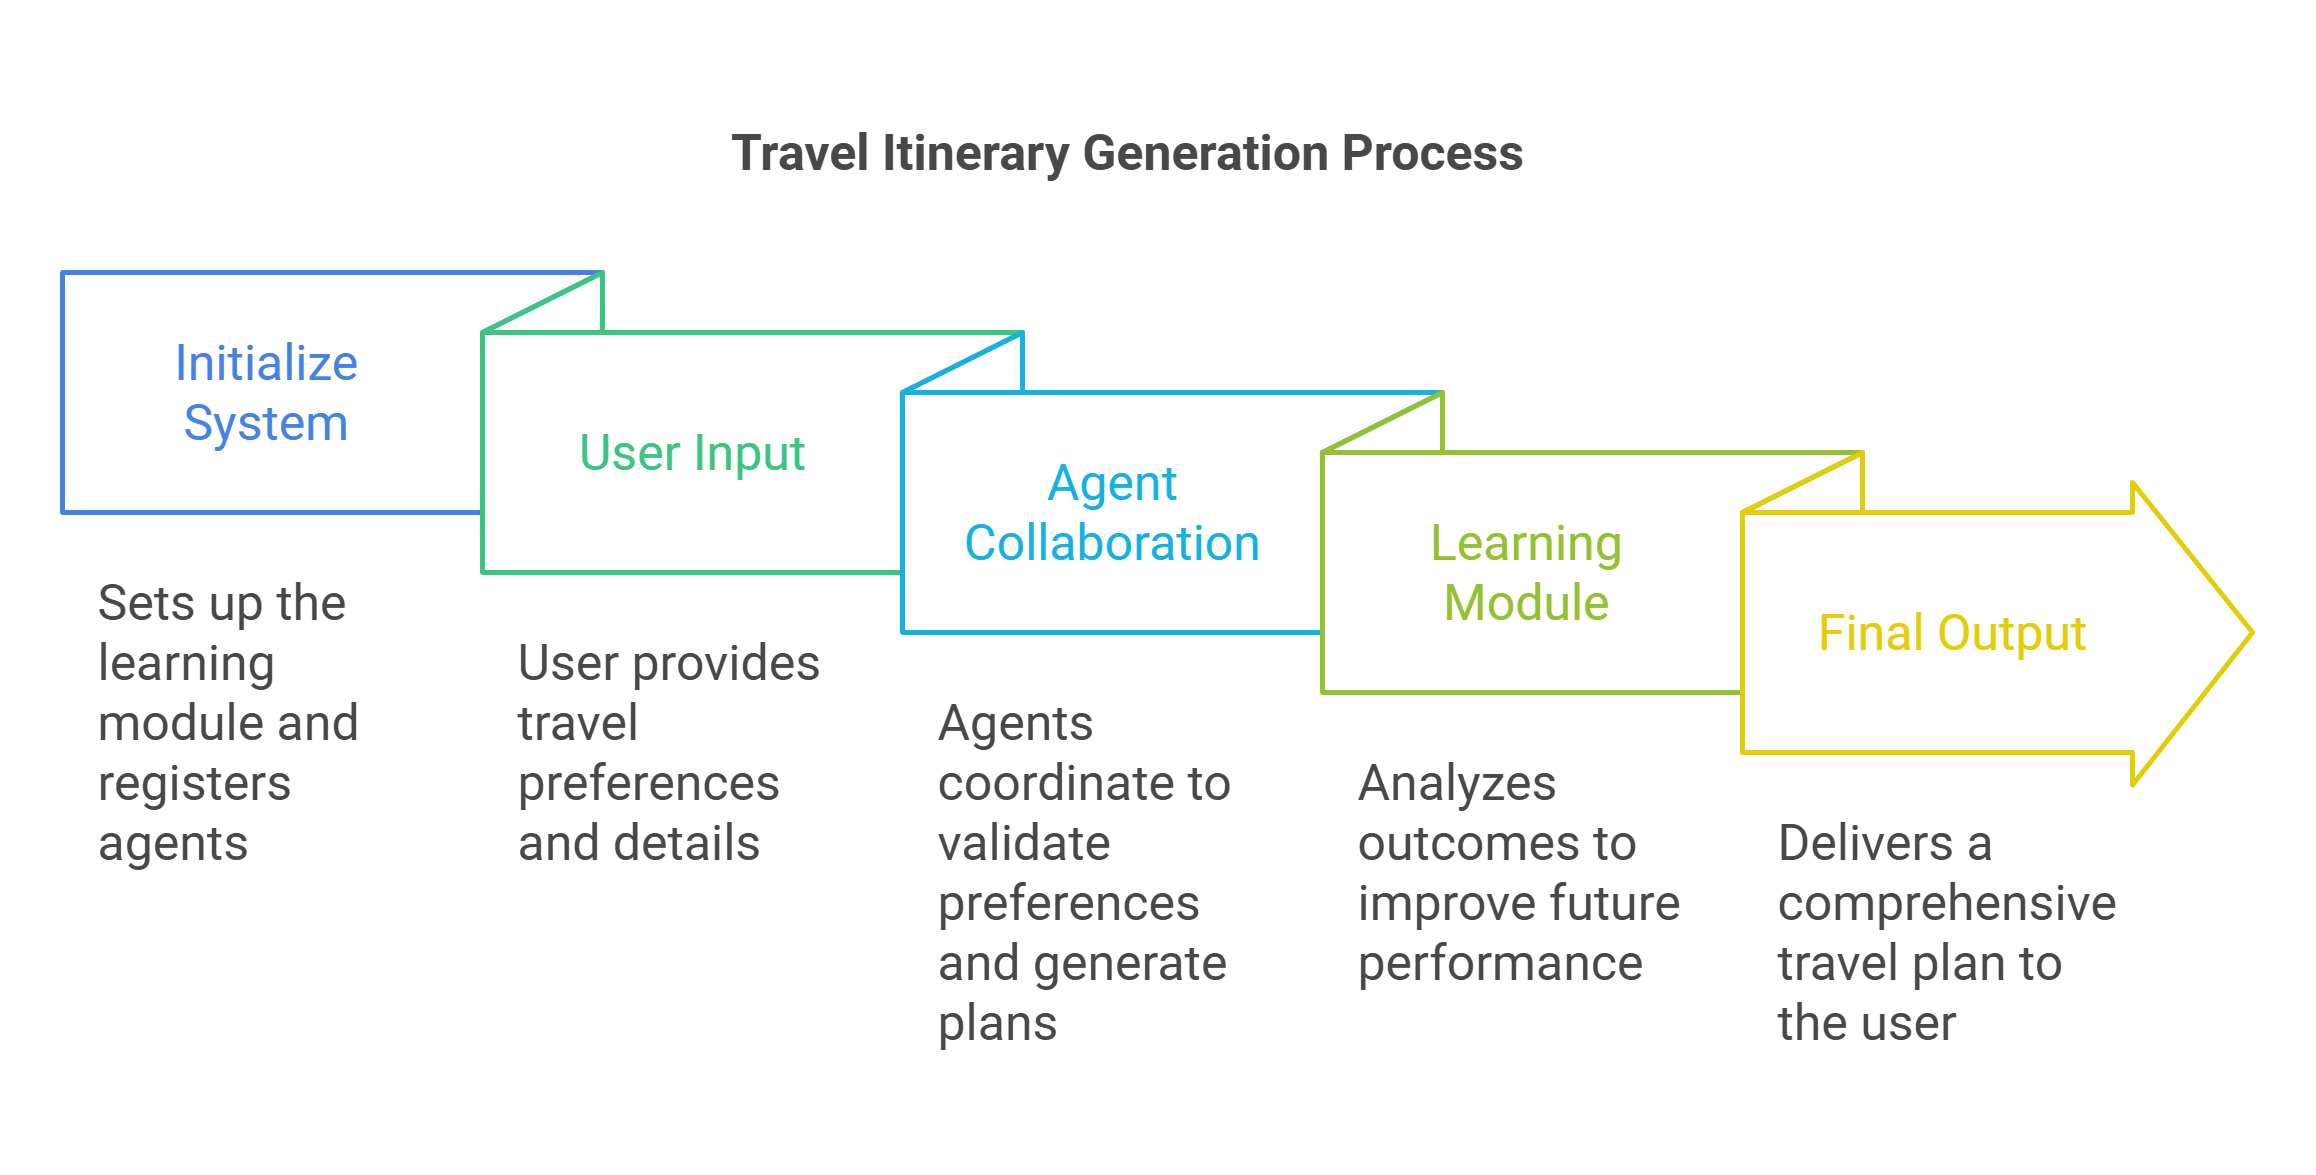 Travel Itinerary Generation Process
Initialize
System
Sets up the
learning
module and
registers
agents
User Input
User provides
travel
preferences
and details
Agent
Collaboration
Agents
coordinate to
validate
preferences
and generate
plans
Learning
Module
Analyzes
outcomes to
improve future
performance
Final Output
Delivers a
comprehensive
travel plan to
the user